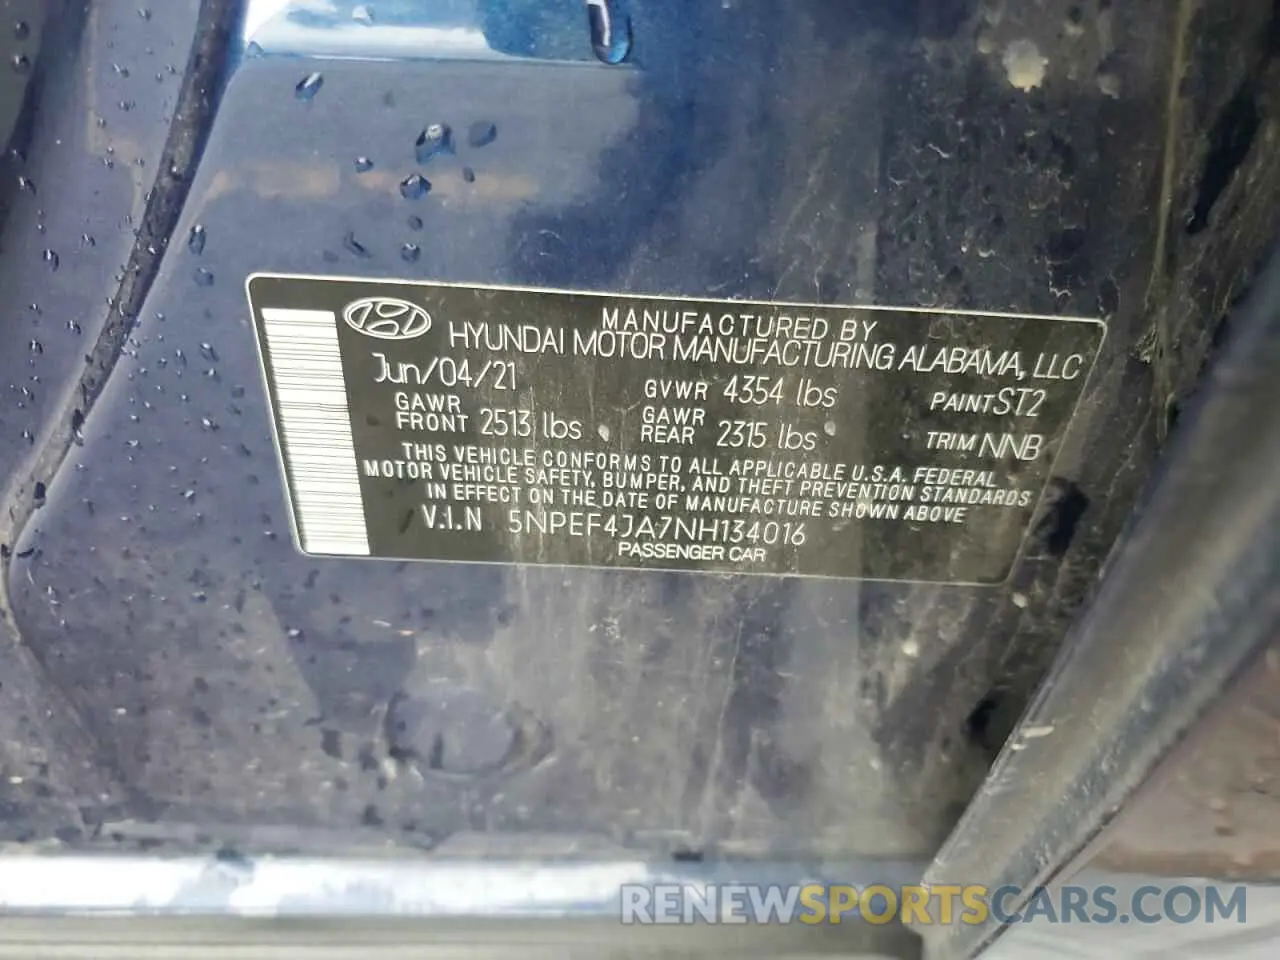 MANUFACTURED BY
HYUNDAI MOTOR MANUFACTURING ALABAMA, LLC
Jun/04/21 GVWR 4354 lbs PAINT ST2
GAWR FRONT 2513 lbs GAWR REAR 2315 lbs TRIM NNB
THIS VEHICLE CONFORMS TO ALL APPLICABLE U.S.A. FEDERAL
MOTOR VEHICLE SAFETY, BUMPER, AND THEFT PREVENTION STANDARDS
IN EFFECT ON THE DATE OF MANUFACTURE SHOWN ABOVE
V.I.N 5NPEF4JA7NH134016
PASSENGER CAR
RENEWSPORTSCARS.COM